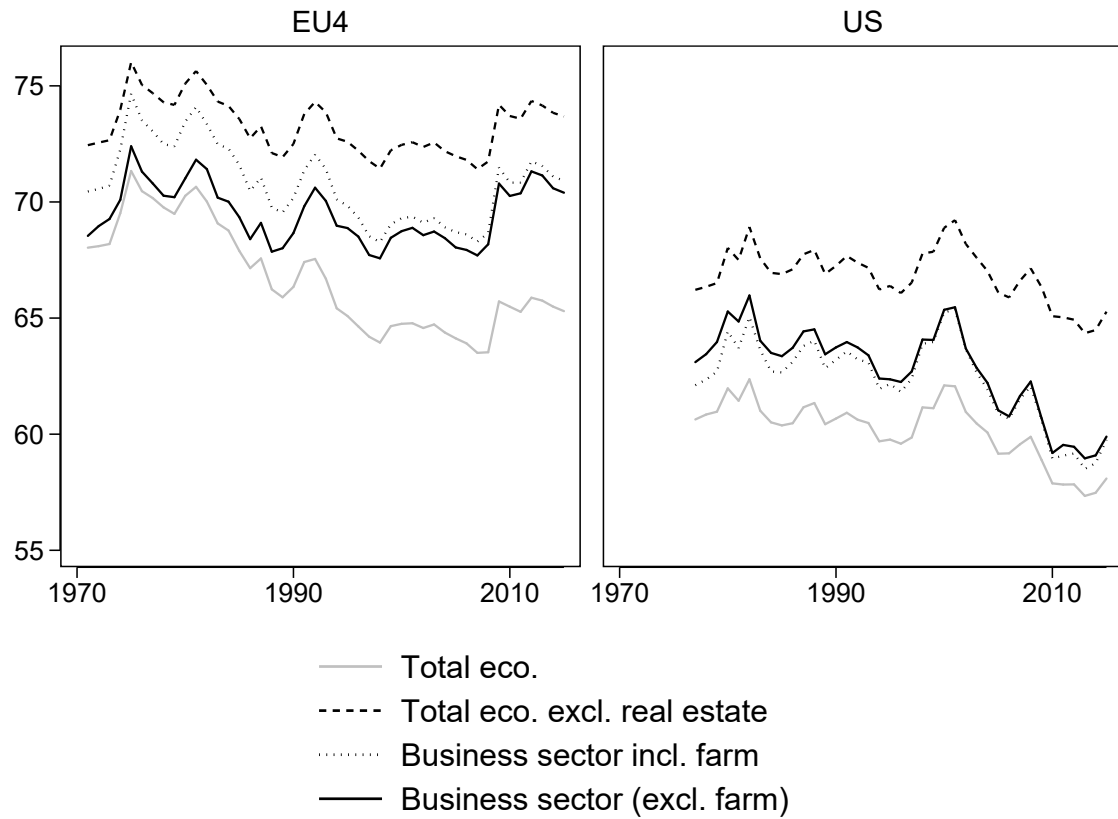 EU4
US
75
70
65
60
55
1970
1990
2010
1970
1990
2010
Total eco.
Total eco. excl. real estate
Business sector incl. farm
Business sector (excl. farm)